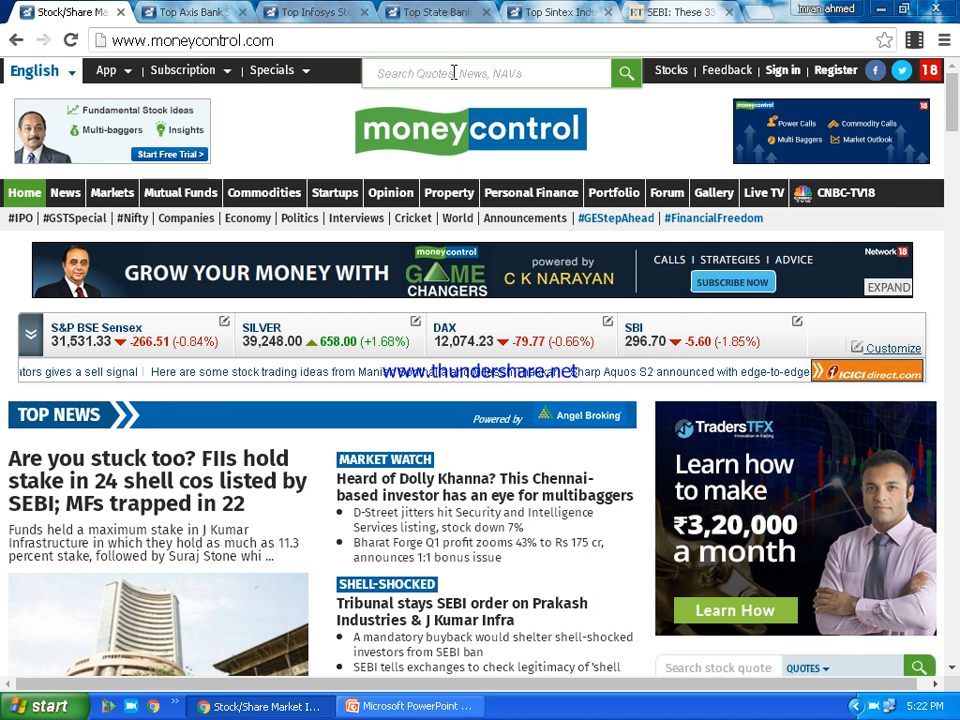 Stock/Share Ma
Top Axis Bank S
Top Infosys Sto
Top State Bank
Top Sintex Indu
ET SEBI: These 33
imran ahmed
www.moneycontrol.com
English
App
Subscription
Specials
Search Quotes, News, NAVs
Stocks
Feedback
Sign in
Register
18
Fundamental Stock Ideas
Multi-baggers
Insights
Start Free Trial >
moneycontrol
moneycontrol
18
Power Calls
Commodity Calls
Multi Baggers
Market Outlook
Home
News
Markets
Mutual Funds
Commodities
Startups
Opinion
Property
Personal Finance
Portfolio
Forum
Gallery
Live TV
CNBC-TV18
#IPO | #GSTSpecial | #Nifty | Companies | Economy | Politics | Interviews | Cricket | World | Announcements | #GEStepAhead | #FinancialFreedom
GROW YOUR MONEY WITH
moneycontrol
GAME
CHANGERS
powered by
C K NARAYAN
CALLS | STRATEGIES | ADVICE
SUBSCRIBE NOW
Network 18
EXPAND
S&P BSE Sensex
31,531.33 -266.51 (-0.84%)
SILVER
39,248.00 658.00 (+1.68%)
DAX
12,074.23 -79.77 (-0.66%)
SBI
296.70 -5.60 (-1.85%)
Customize
ators gives a sell signal | Here are some stock trading ideas from Manis
www.thundershare.net
harp Aquos S2 announced with edge-to-edge
ICICI direct.com
TOP NEWS
Powered by
Angel Broking
Are you stuck too? FIIs hold
stake in 24 shell cos listed by
SEBI; MFs trapped in 22
Funds held a maximum stake in J Kumar
Infrastructure in which they hold as much as 11.3
percent stake, followed by Suraj Stone whi ...
MARKET WATCH
Heard of Dolly Khanna? This Chennai-
based investor has an eye for multibaggers
D-Street jitters hit Security and Intelligence
Services listing, stock down 7%
Bharat Forge Q1 profit zooms 43% to Rs 175 cr,
announces 1:1 bonus issue
SHELL-SHOCKED
Tribunal stays SEBI order on Prakash
Industries & J Kumar Infra
A mandatory buyback would shelter shell-shocked
investors from SEBI ban
SEBI tells exchanges to check legitimacy of 'shell
TradersTFX
Learn how
to make
₹3,20,000
a month
Learn How
Search stock quote
QUOTES
start
Stock/Share Market I...
Microsoft PowerPoint ...
5:22 PM